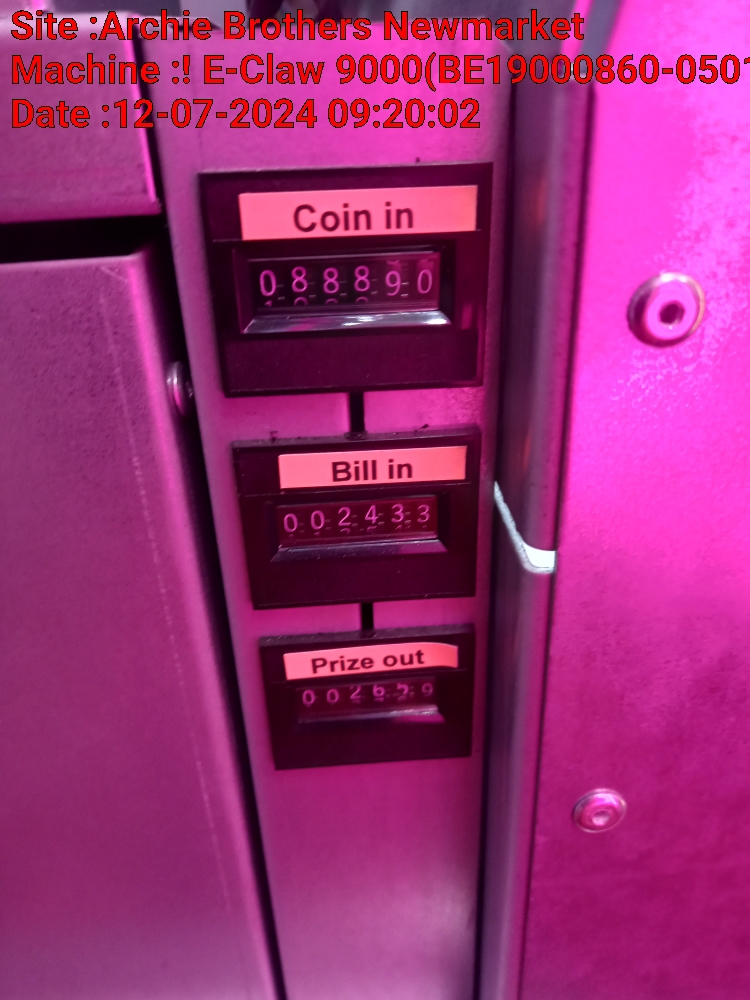 Site :Archie Brothers Newmarket
Machine :! E-Claw 9000(BE19000860-0501
Date :12-07-2024 09:20:02
Coin in
088890
Bill in
002433
Prize out
002659